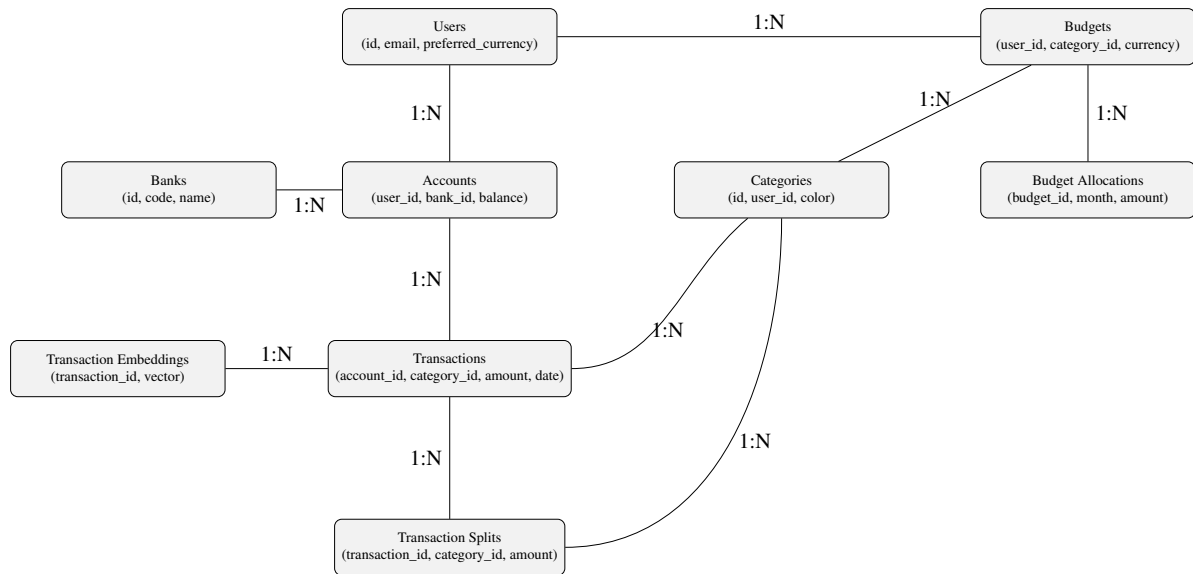 Users
(id, email, preferred_currency)
1:N
Budgets
(user_id, category_id, currency)
1:N
1:N
1:N
Banks
(id, code, name)
1:N
Accounts
(user_id, bank_id, balance)
Categories
(id, user_id, color)
Budget Allocations
(budget_id, month, amount)
1:N
1:N
Transaction Embeddings
(transaction_id, vector)
1:N
Transactions
(account_id, category_id, amount, date)
1:N
1:N
Transaction Splits
(transaction_id, category_id, amount)